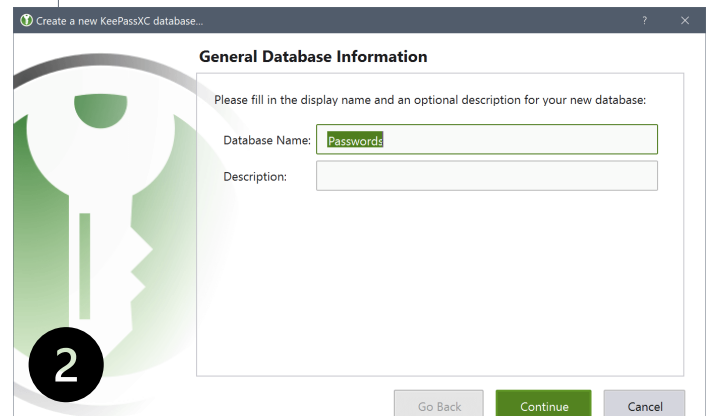 Create a new KeePassXC database...
? ×
General Database Information
Please fill in the display name and an optional description for your new database:
Database Name: Passwords
Description:
2
Go Back Continue Cancel